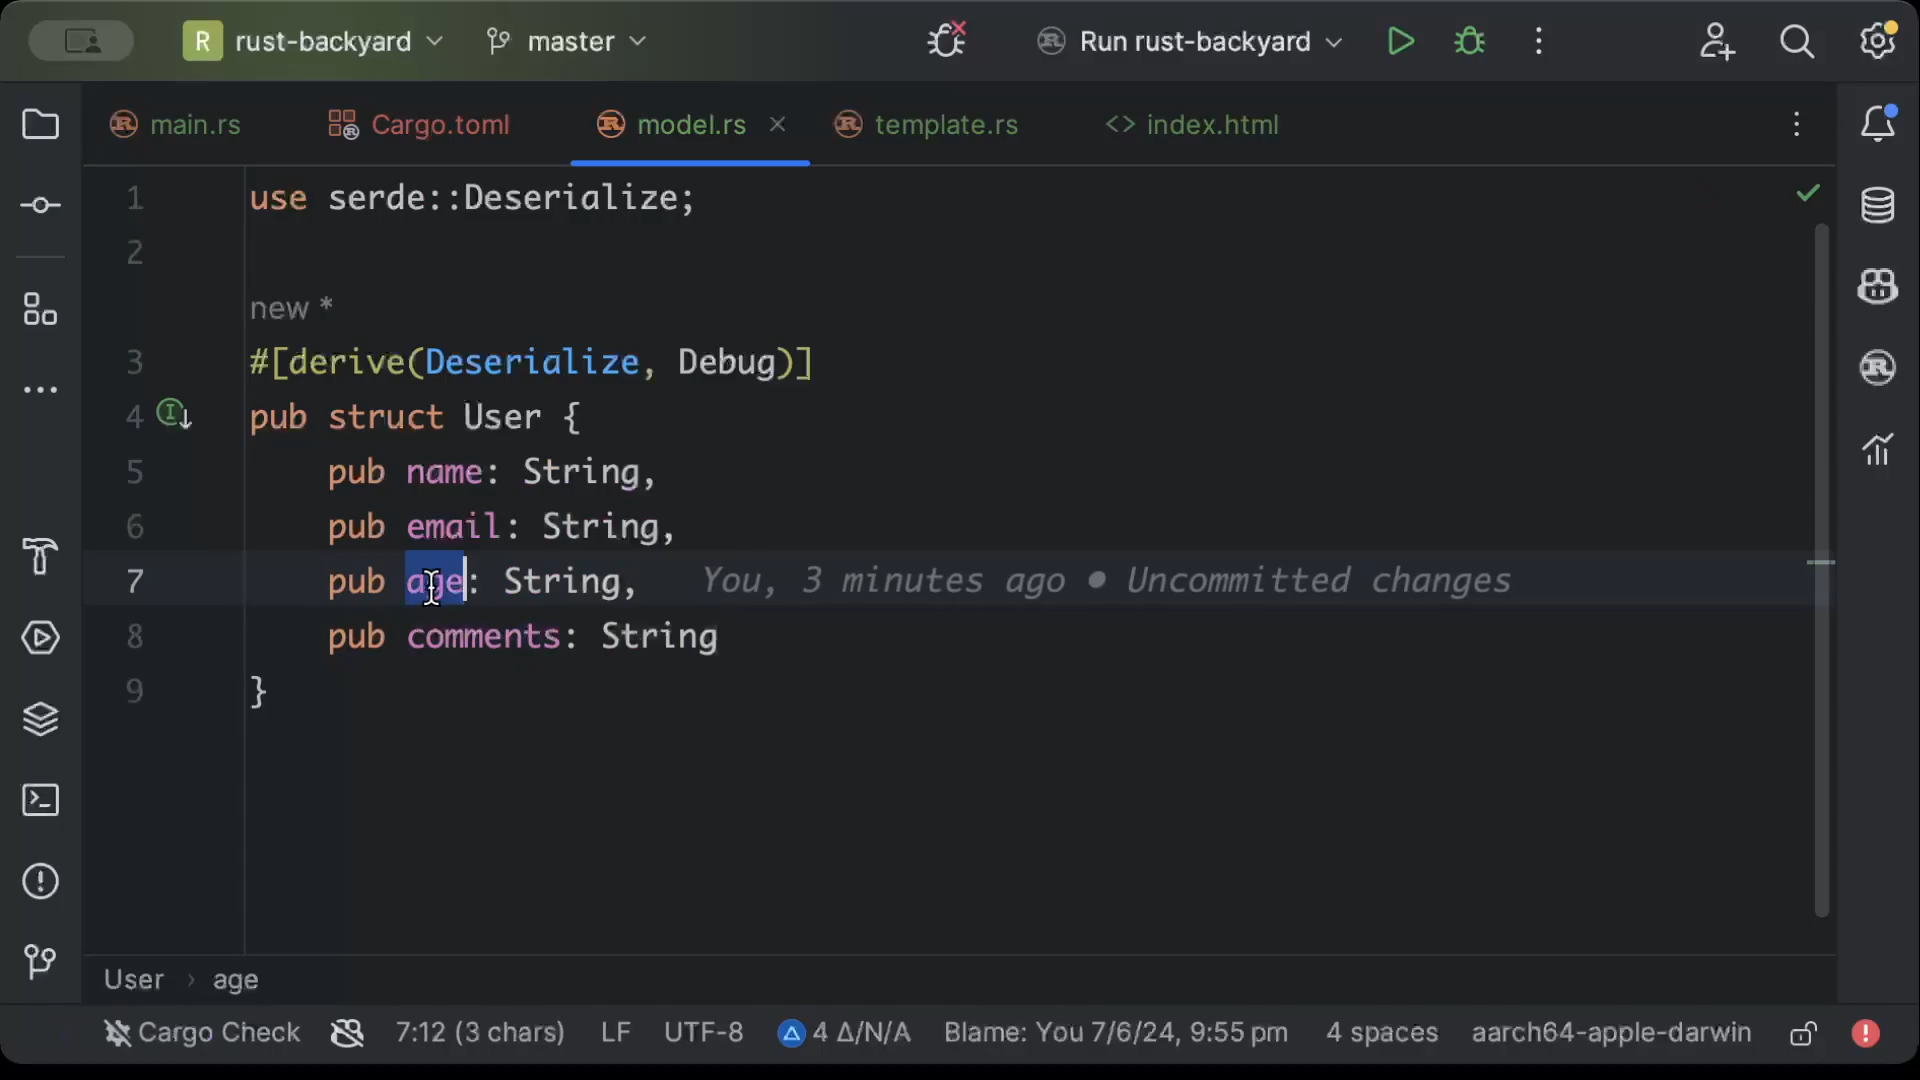 R rust-backyard master Run rust-backyard
main.rs Cargo.toml model.rs template.rs <> index.html
1 use serde::Deserialize;
2
new *
3 #[derive(Deserialize, Debug)]
4 pub struct User {
5 pub name: String,
6 pub email: String,
7 pub age: String, You, 3 minutes ago • Uncommitted changes
8 pub comments: String
9 }
User › age
Cargo Check 7:12 (3 chars) LF UTF-8 4 Δ/N/A Blame: You 7/6/24, 9:55 pm 4 spaces aarch64-apple-darwin